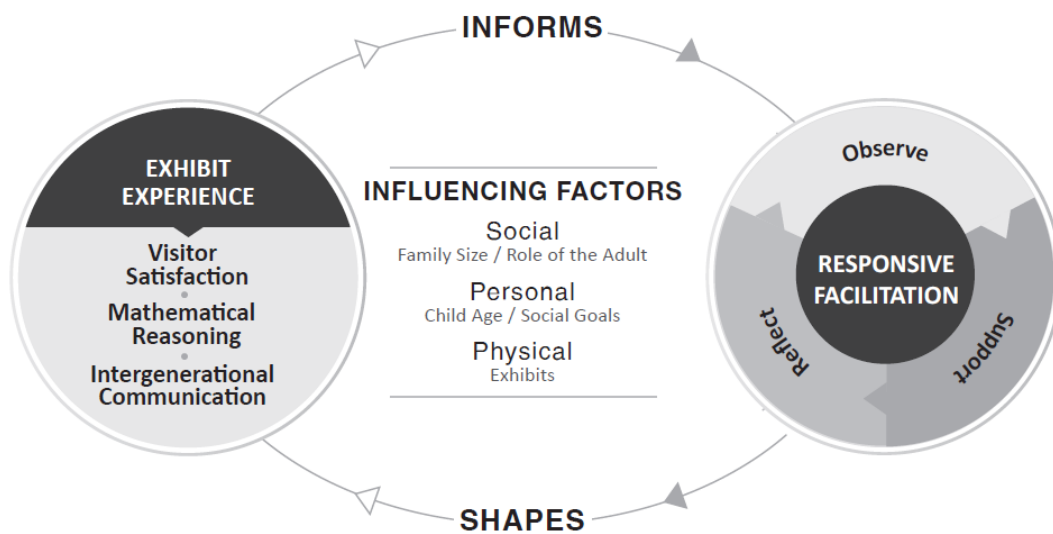 INFORMS
EXHIBIT
EXPERIENCE
Visitor
Satisfaction
Mathematical
Reasoning
Intergenerational
Communication
INFLUENCING FACTORS
Social
Family Size / Role of the Adult
Personal
Child Age / Social Goals
Physical
Exhibits
Observe
RESPONSIVE
FACILITATION
Support
Reflect
SHAPES